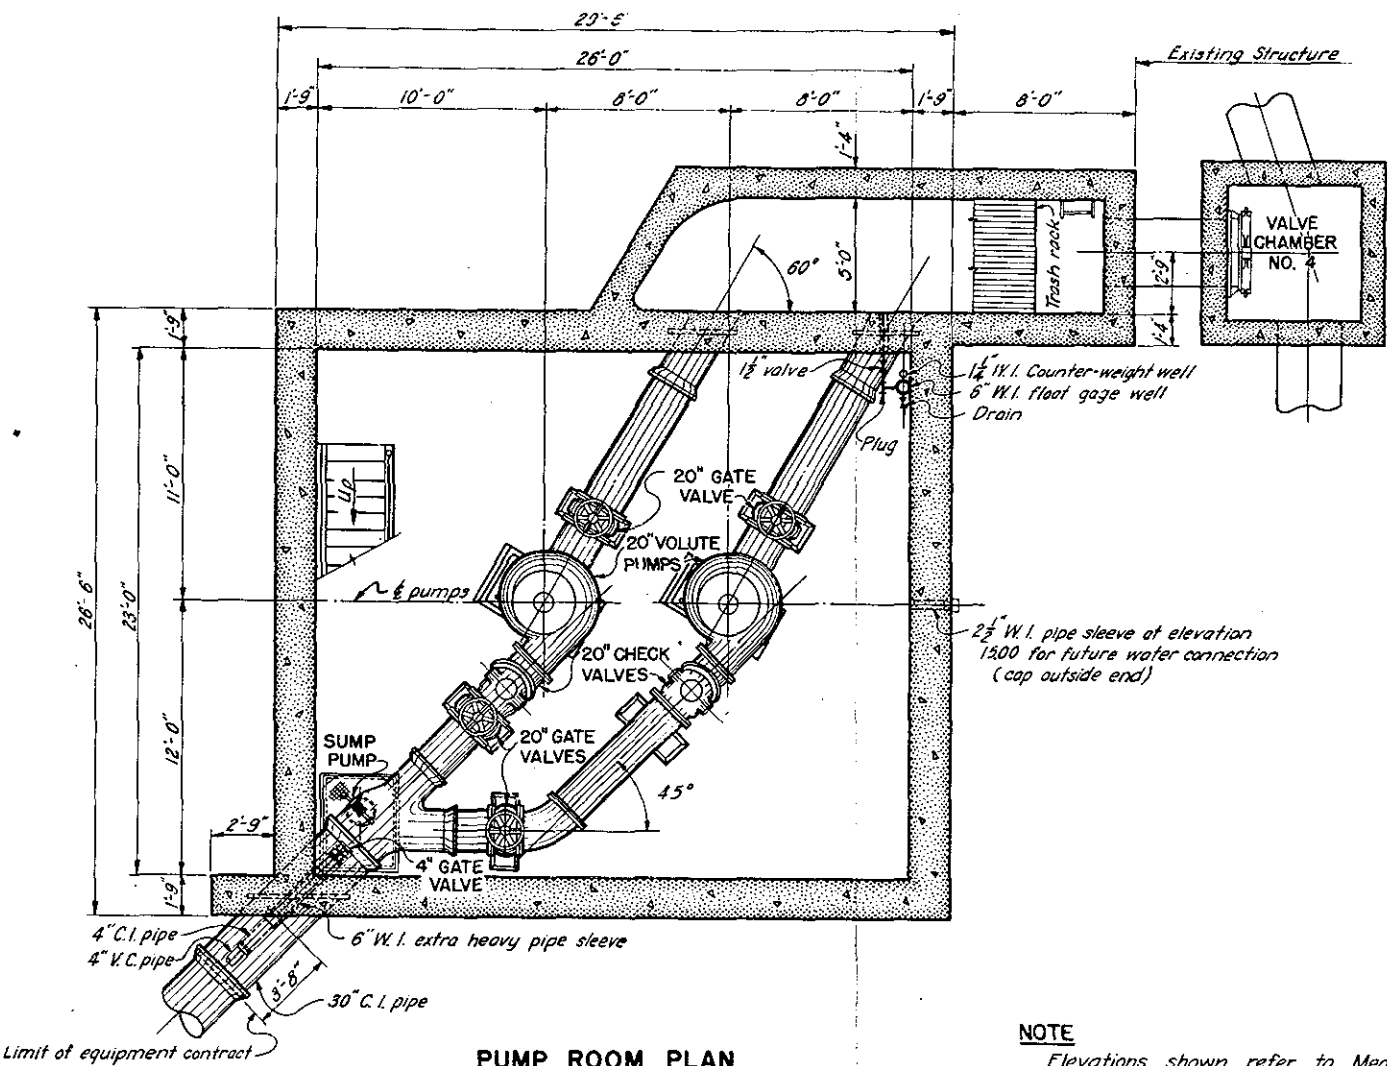 29'-6"
26'-0"
Existing Structure
1'-9"
10'-0"
8'-0"
8'-0"
1'-9"
8'-0"
1'-4"
60°
5'-0"
Trash rack
2'-9"
1'-4"
VALVE
CHAMBER
NO. 4
1'-9"
1½" valve
1¼" W.I. Counter-weight well
6" W.I. float gage well
Drain
Plug
Up
11'-0"
20" GATE
VALVE
20" VOLUTE
PUMPS
℄ pumps
26'-6"
23'-0"
2½" W.I. pipe sleeve at elevation
15.00 for future water connection
(cap outside end)
20" CHECK
VALVES
12'-0"
SUMP
PUMP
20" GATE
VALVES
45°
2'-9"
4" GATE
VALVE
1'-9"
4" C.I. pipe
4" V.C. pipe
6" W.I. extra heavy pipe sleeve
3'-8"
30" C.I. pipe
Limit of equipment contract
PUMP ROOM PLAN
NOTE
Elevations shown refer to Mea